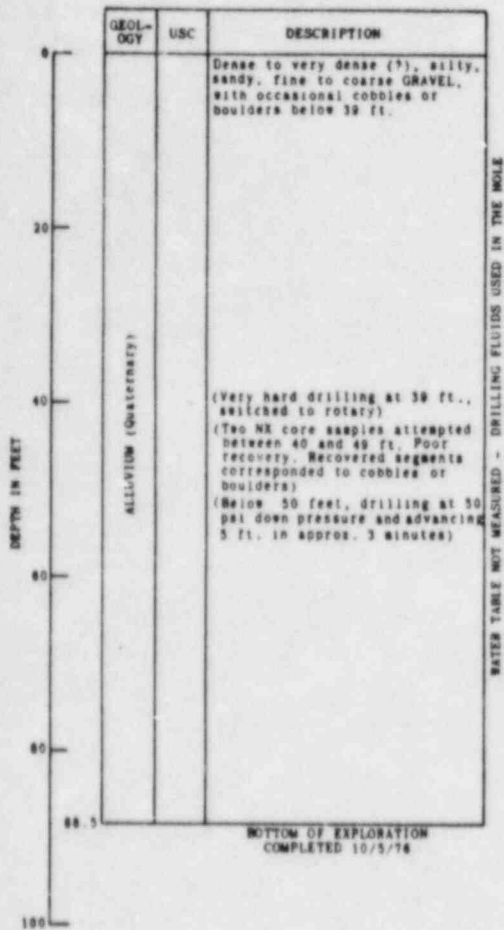 GEOL-
OGY
USC
DESCRIPTION
0
Dense to very dense (?), silty,
sandy, fine to coarse GRAVEL,
with occasional cobbles or
boulders below 39 ft.
20
40
(Very hard drilling at 39 ft.,
switched to rotary)
(Two NX core samples attempted
between 40 and 49 ft. Poor
recovery. Recovered segments
corresponded to cobbles or
boulders)
(Below 50 feet, drilling at 50
psi down pressure and advancing
5 ft. in approx. 3 minutes)
60
80
88.5
BOTTOM OF EXPLORATION
COMPLETED 10/5/76
100
DEPTH IN FEET
ALLUVIUM (Quaternary)
WATER TABLE NOT MEASURED - DRILLING FLUIDS USED IN THE HOLE